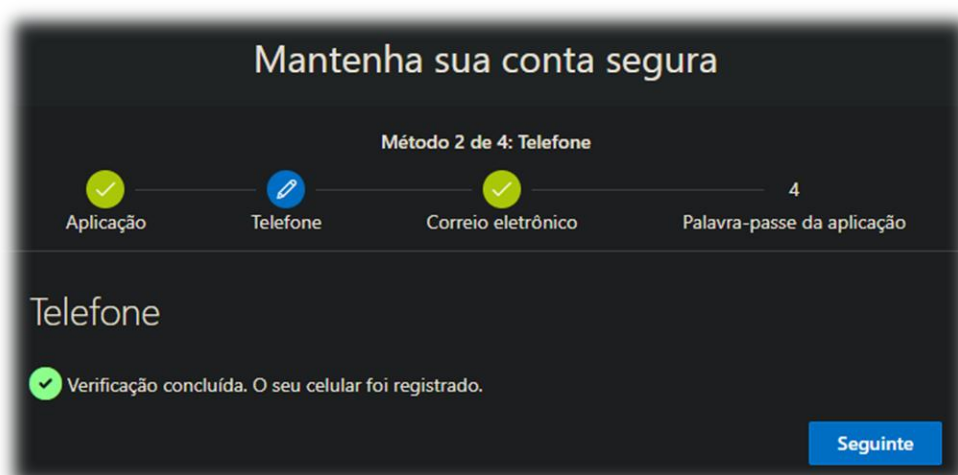 Mantenha sua conta segura
Método 2 de 4: Telefone
4
Aplicação Telefone Correio eletrônico Palavra-passe da aplicação
Telefone
Verificação concluída. O seu celular foi registrado.
Seguinte